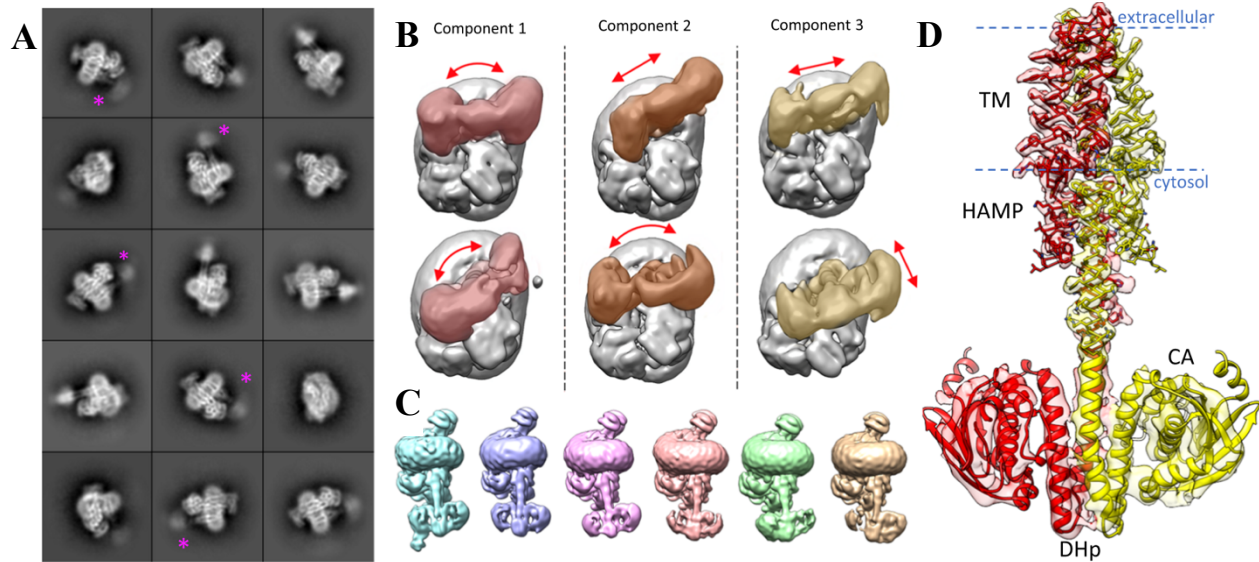 A
*
*
*
*
*
B
Component 1
Component 2
Component 3
C
D
extracellular
TM
cytosol
HAMP
CA
DHp